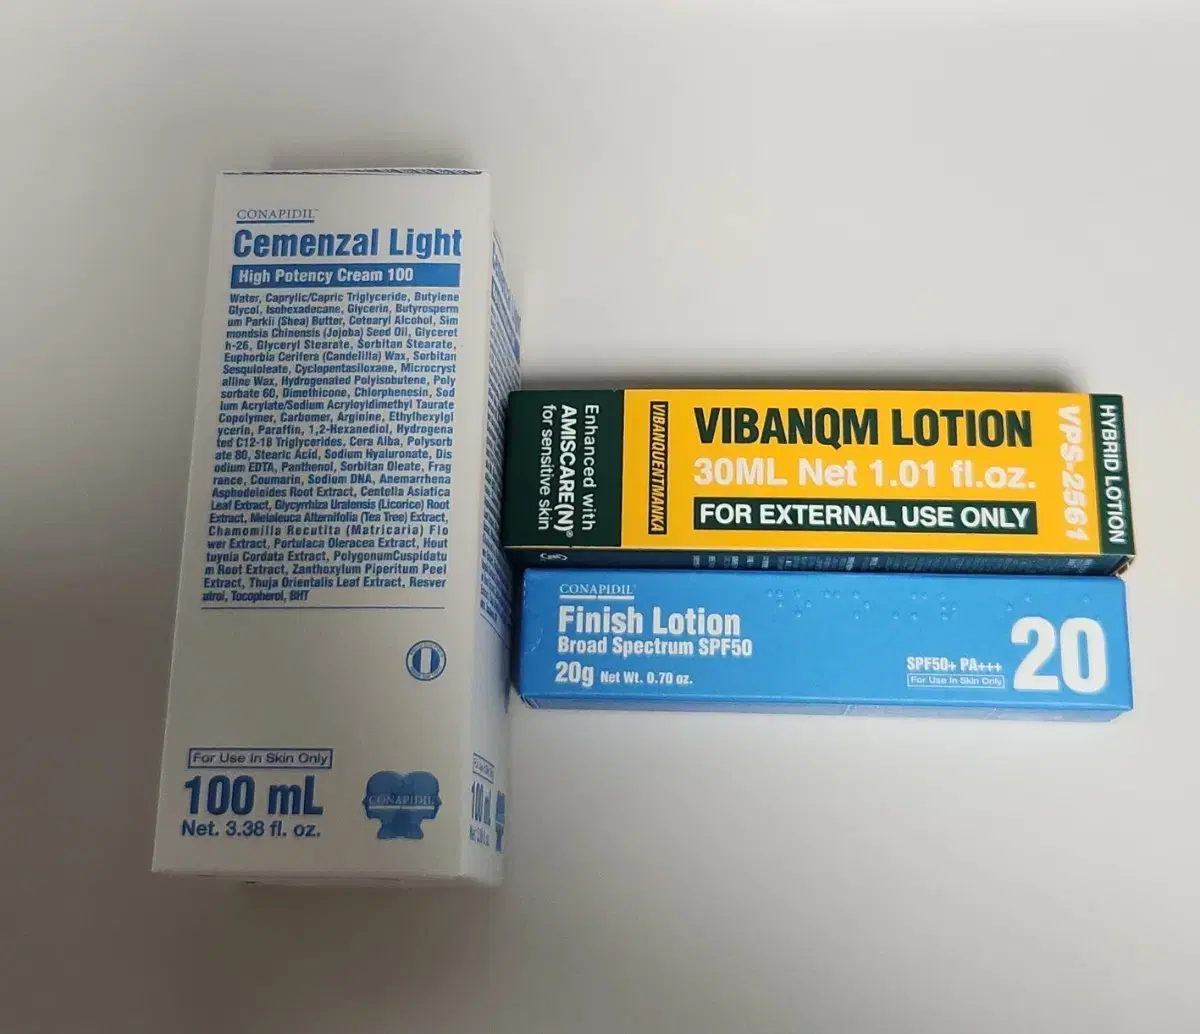 CONAPIDIL™
Cemenzal Light
High Potency Cream 100
Water, Caprylic/Capric Triglyceride, Butylene
Glycol, Isohexadecane, Glycerin, Butyrosperm
um Parkii (Shea) Butter, Cetearyl Alcohol, Sim
mondsia Chinensis (Jojoba) Seed Oil, Glyceret
h-26, Glyceryl Stearate, Sorbitan Stearate,
Euphorbia Cerifera (Candelilla) Wax, Sorbitan
Sesquioleate, Cyclopentasiloxane, Microcryst
alline Wax, Hydrogenated Polyisobutene, Poly
sorbate 60, Dimethicone, Chlorphenesin, Sod
ium Acrylate/Sodium Acryloyldimethyl Taurate
Copolymer, Carbomer, Arginine, Ethylhexylgl
ycerin, Paraffin, 1,2-Hexanediol, Hydrogena
ted C12-18 Triglycerides, Cera Alba, Polysorb
ate 80, Stearic Acid, Sodium Hyaluronate, Dis
odium EDTA, Panthenol, Sorbitan Oleate, Frag
rance, Coumarin, Sodium DNA, Anemarrhena
Asphodeloides Root Extract, Centella Asiatica
Leaf Extract, Glycyrrhiza Uralensis (Licorice) Root
Extract, Melaleuca Alternifolia (Tea Tree) Extract,
Chamomilla Recutita (Matricaria) Flo
wer Extract, Portulaca Oleracea Extract, Hout
tuynia Cordata Extract, PolygonumCuspidatu
m Root Extract, Zanthoxylum Piperitum Peel
Extract, Thuja Orientalis Leaf Extract, Resver
atrol, Tocopherol, BHT
For Use In Skin Only
100 mL
Net. 3.38 fl. oz.
CONAPIDIL
100 mL
Enhanced with
AMISCARE(N)®
for sensitive skin
VIBANQUENTMANKA
VIBANQM LOTION
30ML Net 1.01 fl.oz.
FOR EXTERNAL USE ONLY
VPS-2561
HYBRID LOTION
CONAPIDIL™
Finish Lotion
Broad Spectrum SPF50
20g Net Wt. 0.70 oz.
SPF50+ PA+++
For Use In Skin Only
20